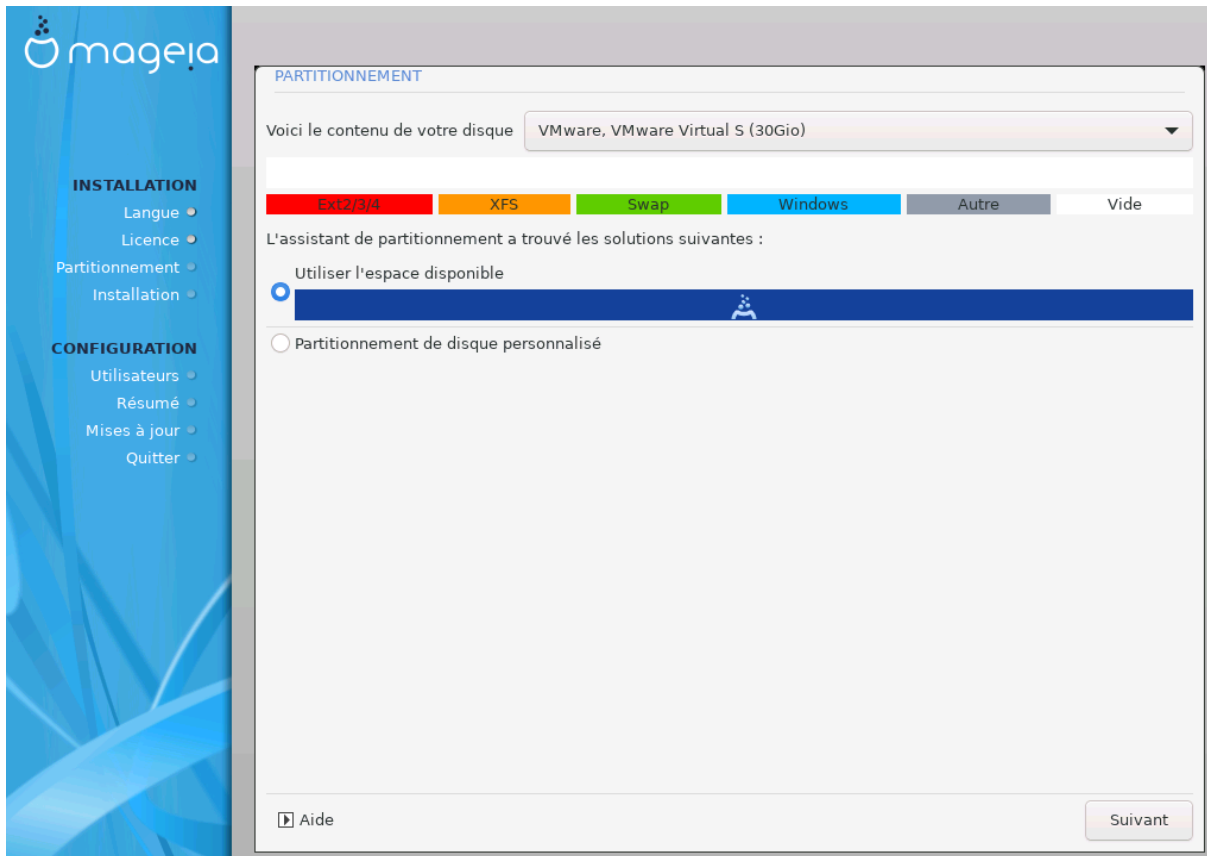 mageia
INSTALLATION
Langue
Licence
Partitionnement
Installation
CONFIGURATION
Utilisateurs
Résumé
Mises à jour
Quitter
PARTITIONNEMENT
Voici le contenu de votre disque VMware, VMware Virtual S (30Gio)
Ext2/3/4 XFS Swap Windows Autre Vide
L'assistant de partitionnement a trouvé les solutions suivantes :
Utiliser l'espace disponible
Partitionnement de disque personnalisé
Aide Suivant